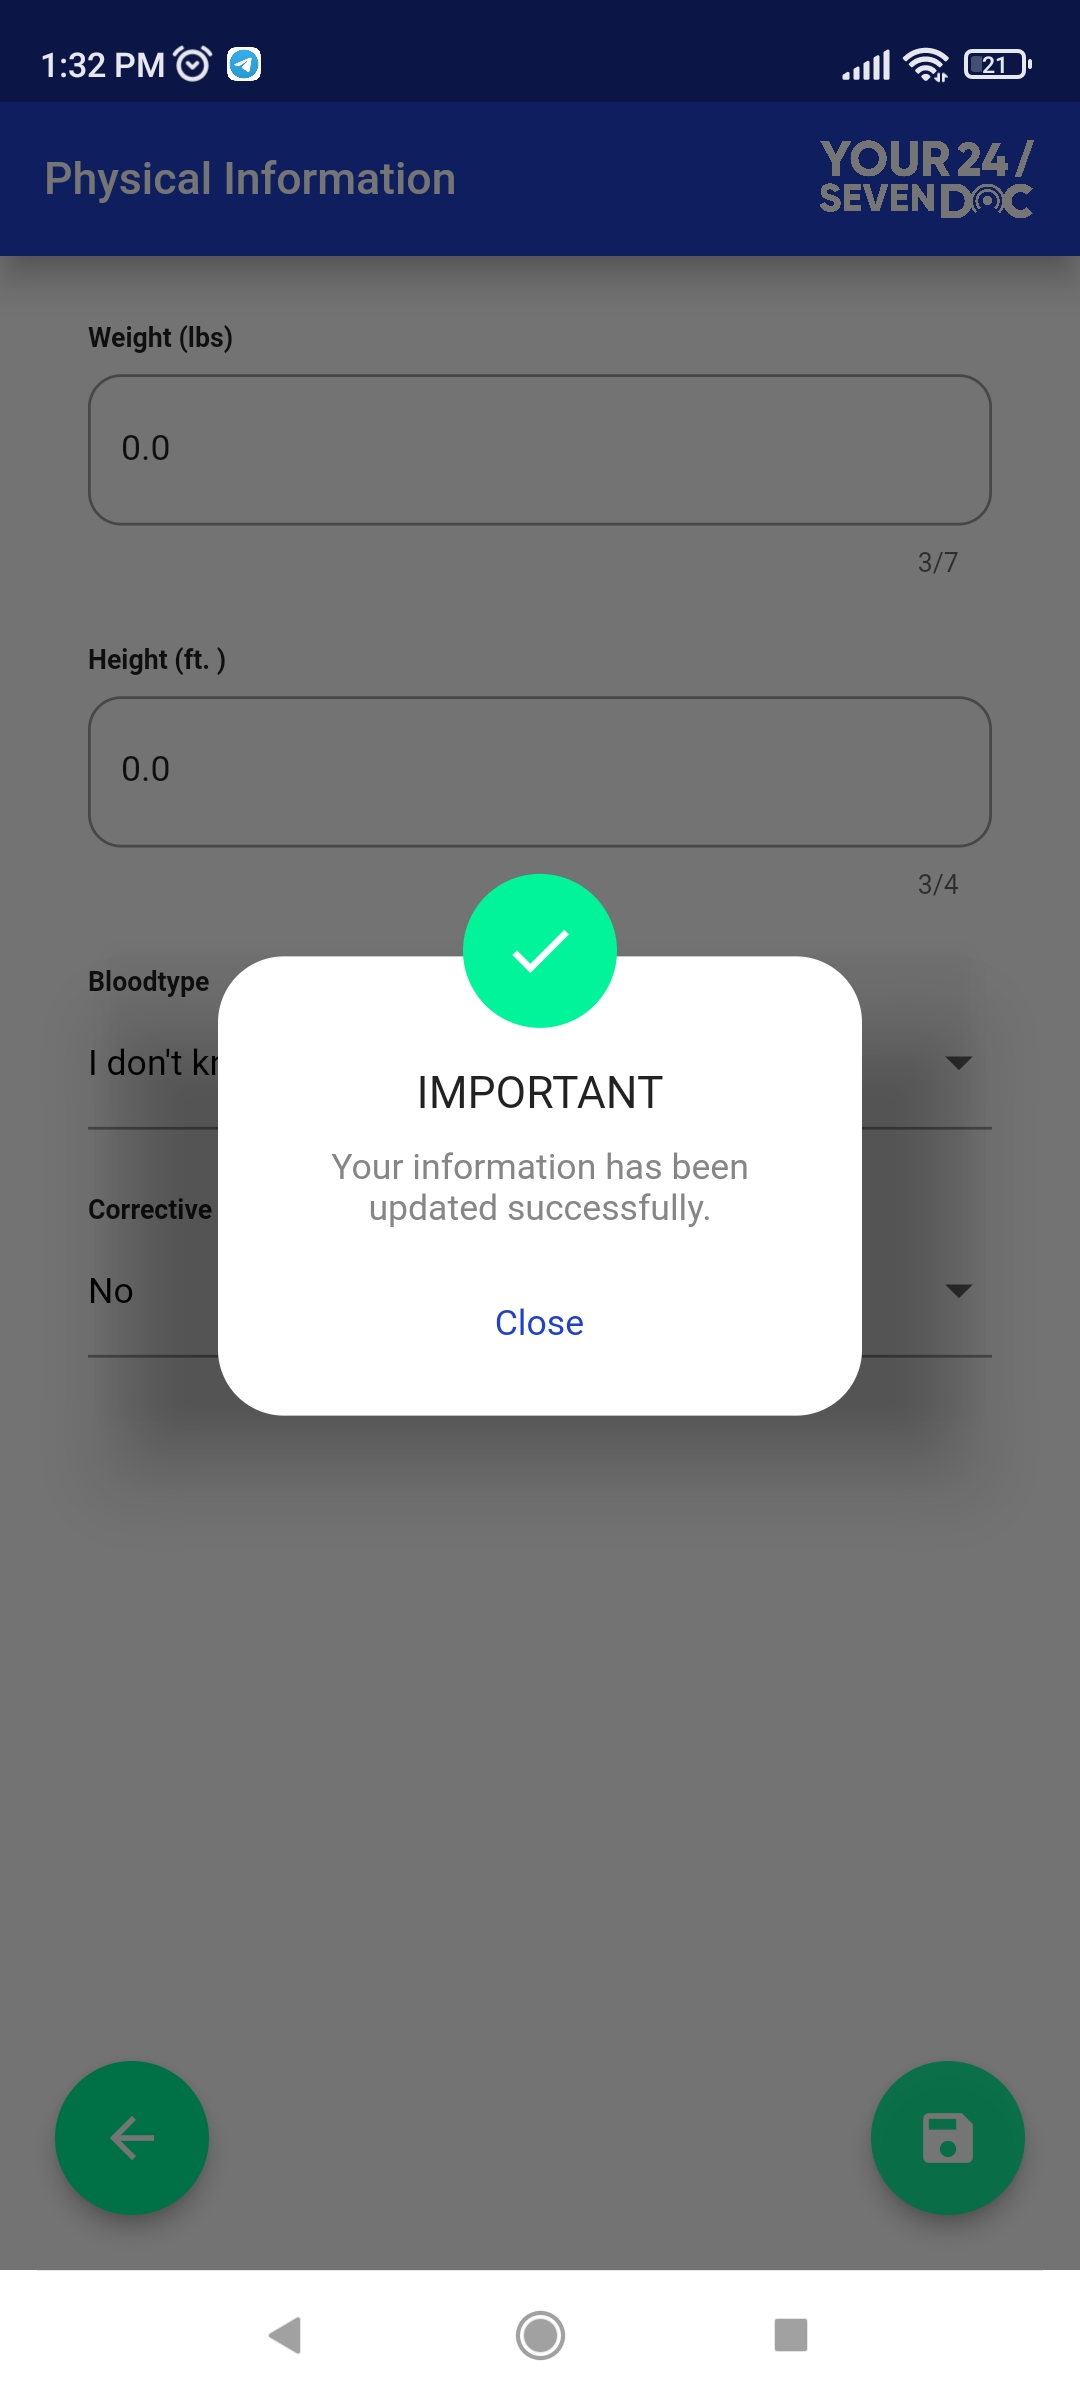 1:32 PM
21
Physical Information
YOUR 24/
SEVEN DOC
Weight (lbs)
0.0
3/7
Height (ft. )
0.0
3/4
Bloodtype
I don't
Corrective
No
IMPORTANT
Your information has been
updated successfully.
Close